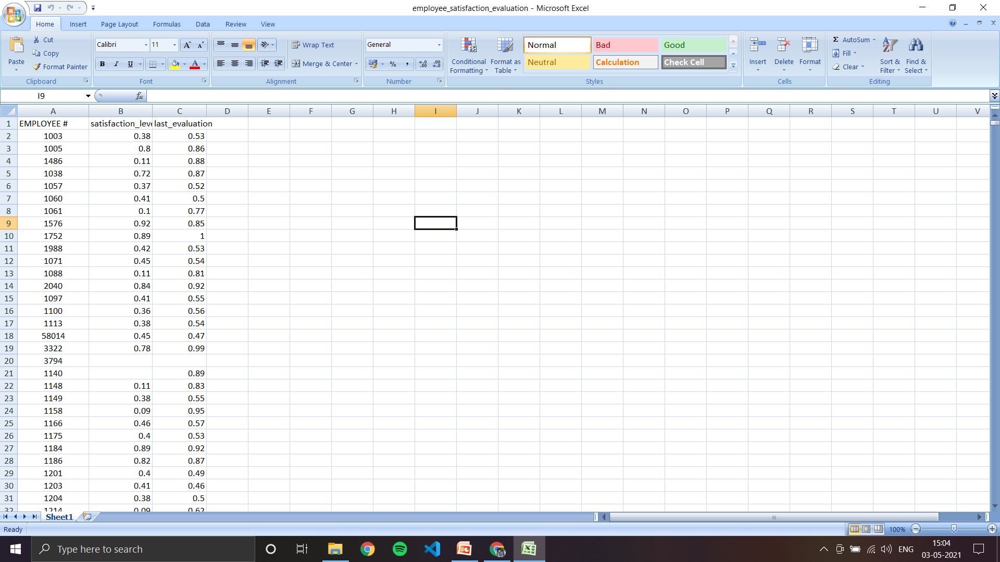 employee_satisfaction_evaluation - Microsoft Excel
Home Insert Page Layout Formulas Data Review View
Paste Cut Copy Format Painter Clipboard
Calibri 11 A A B I U A Font
Wrap Text Merge & Center Alignment
General % , .00 Number
Conditional Formatting Format as Table
Normal Bad Good
Neutral Calculation Check Cell
Styles
Insert Delete Format Cells
Σ AutoSum Fill Clear Sort & Filter Find & Select Editing
I9 fx
A B C D E F G H I J K L M N O P Q R S T U V
1 EMPLOYEE # satisfaction_leve last_evaluation
2 1003 0.38 0.53
3 1005 0.8 0.86
4 1486 0.11 0.88
5 1038 0.72 0.87
6 1057 0.37 0.52
7 1060 0.41 0.5
8 1061 0.1 0.77
9 1576 0.92 0.85
10 1752 0.89 1
11 1988 0.42 0.53
12 1071 0.45 0.54
13 1088 0.11 0.81
14 2040 0.84 0.92
15 1097 0.41 0.55
16 1100 0.36 0.56
17 1113 0.38 0.54
18 58014 0.45 0.47
19 3322 0.78 0.99
20 3794
21 1140 0.89
22 1148 0.11 0.83
23 1149 0.38 0.55
24 1158 0.09 0.95
25 1166 0.46 0.57
26 1175 0.4 0.53
27 1184 0.89 0.92
28 1186 0.82 0.87
29 1201 0.4 0.49
30 1203 0.41 0.46
31 1204 0.38 0.5
32 1214 0.09 0.62
Sheet1
Ready 100%
Type here to search
ENG 15:04
03-05-2021